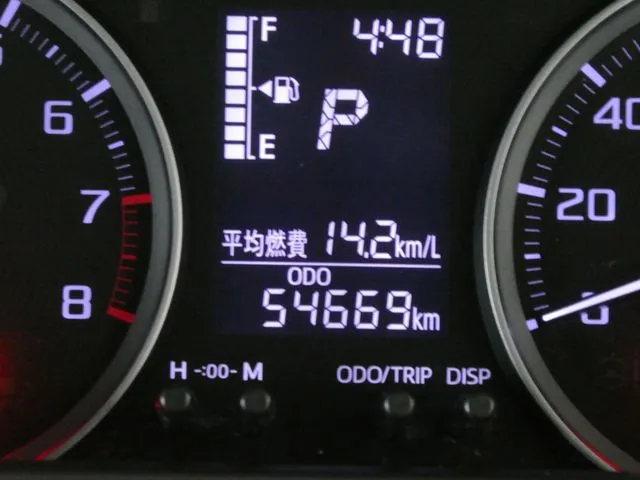 F 4:48
P
E
6
7
8
平均燃費 14.2km/L
ODO
54669km
H -:00- M
ODO/TRIP DISP
40
20